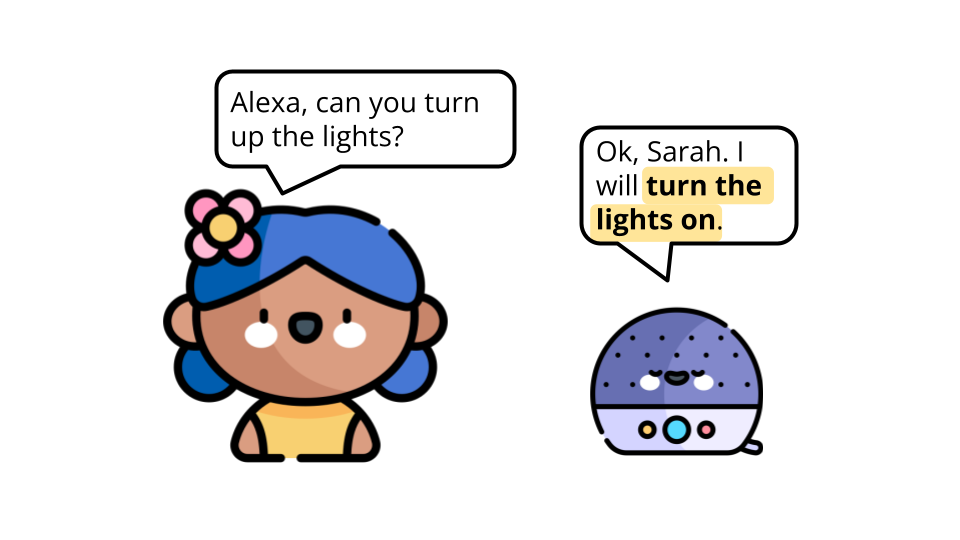 Alexa, can you turn
up the lights?
Ok, Sarah. I
will turn the
lights on.